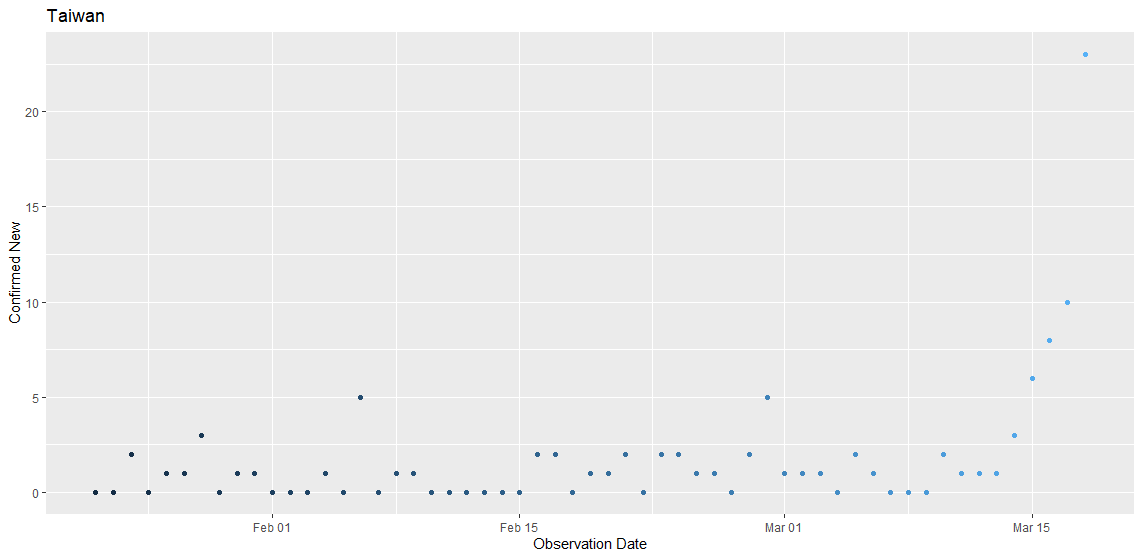 Taiwan
20
15
10
5
0
Confirmed New
Feb 01
Feb 15
Mar 01
Mar 15
Observation Date